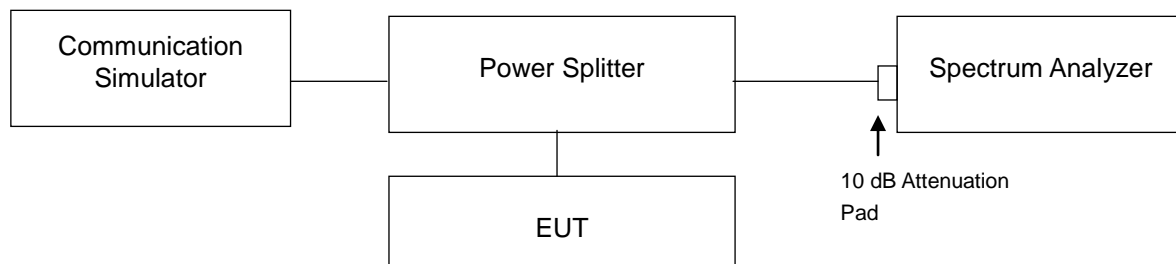 Communication
Simulator
Power Splitter
Spectrum Analyzer
10 dB Attenuation
Pad
EUT